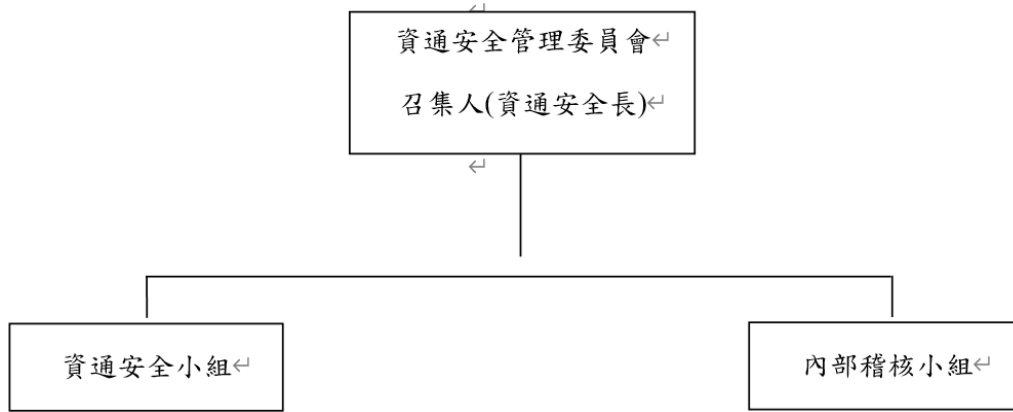 資通安全管理委員會
召集人(資通安全長)
資通安全小組
內部稽核小組